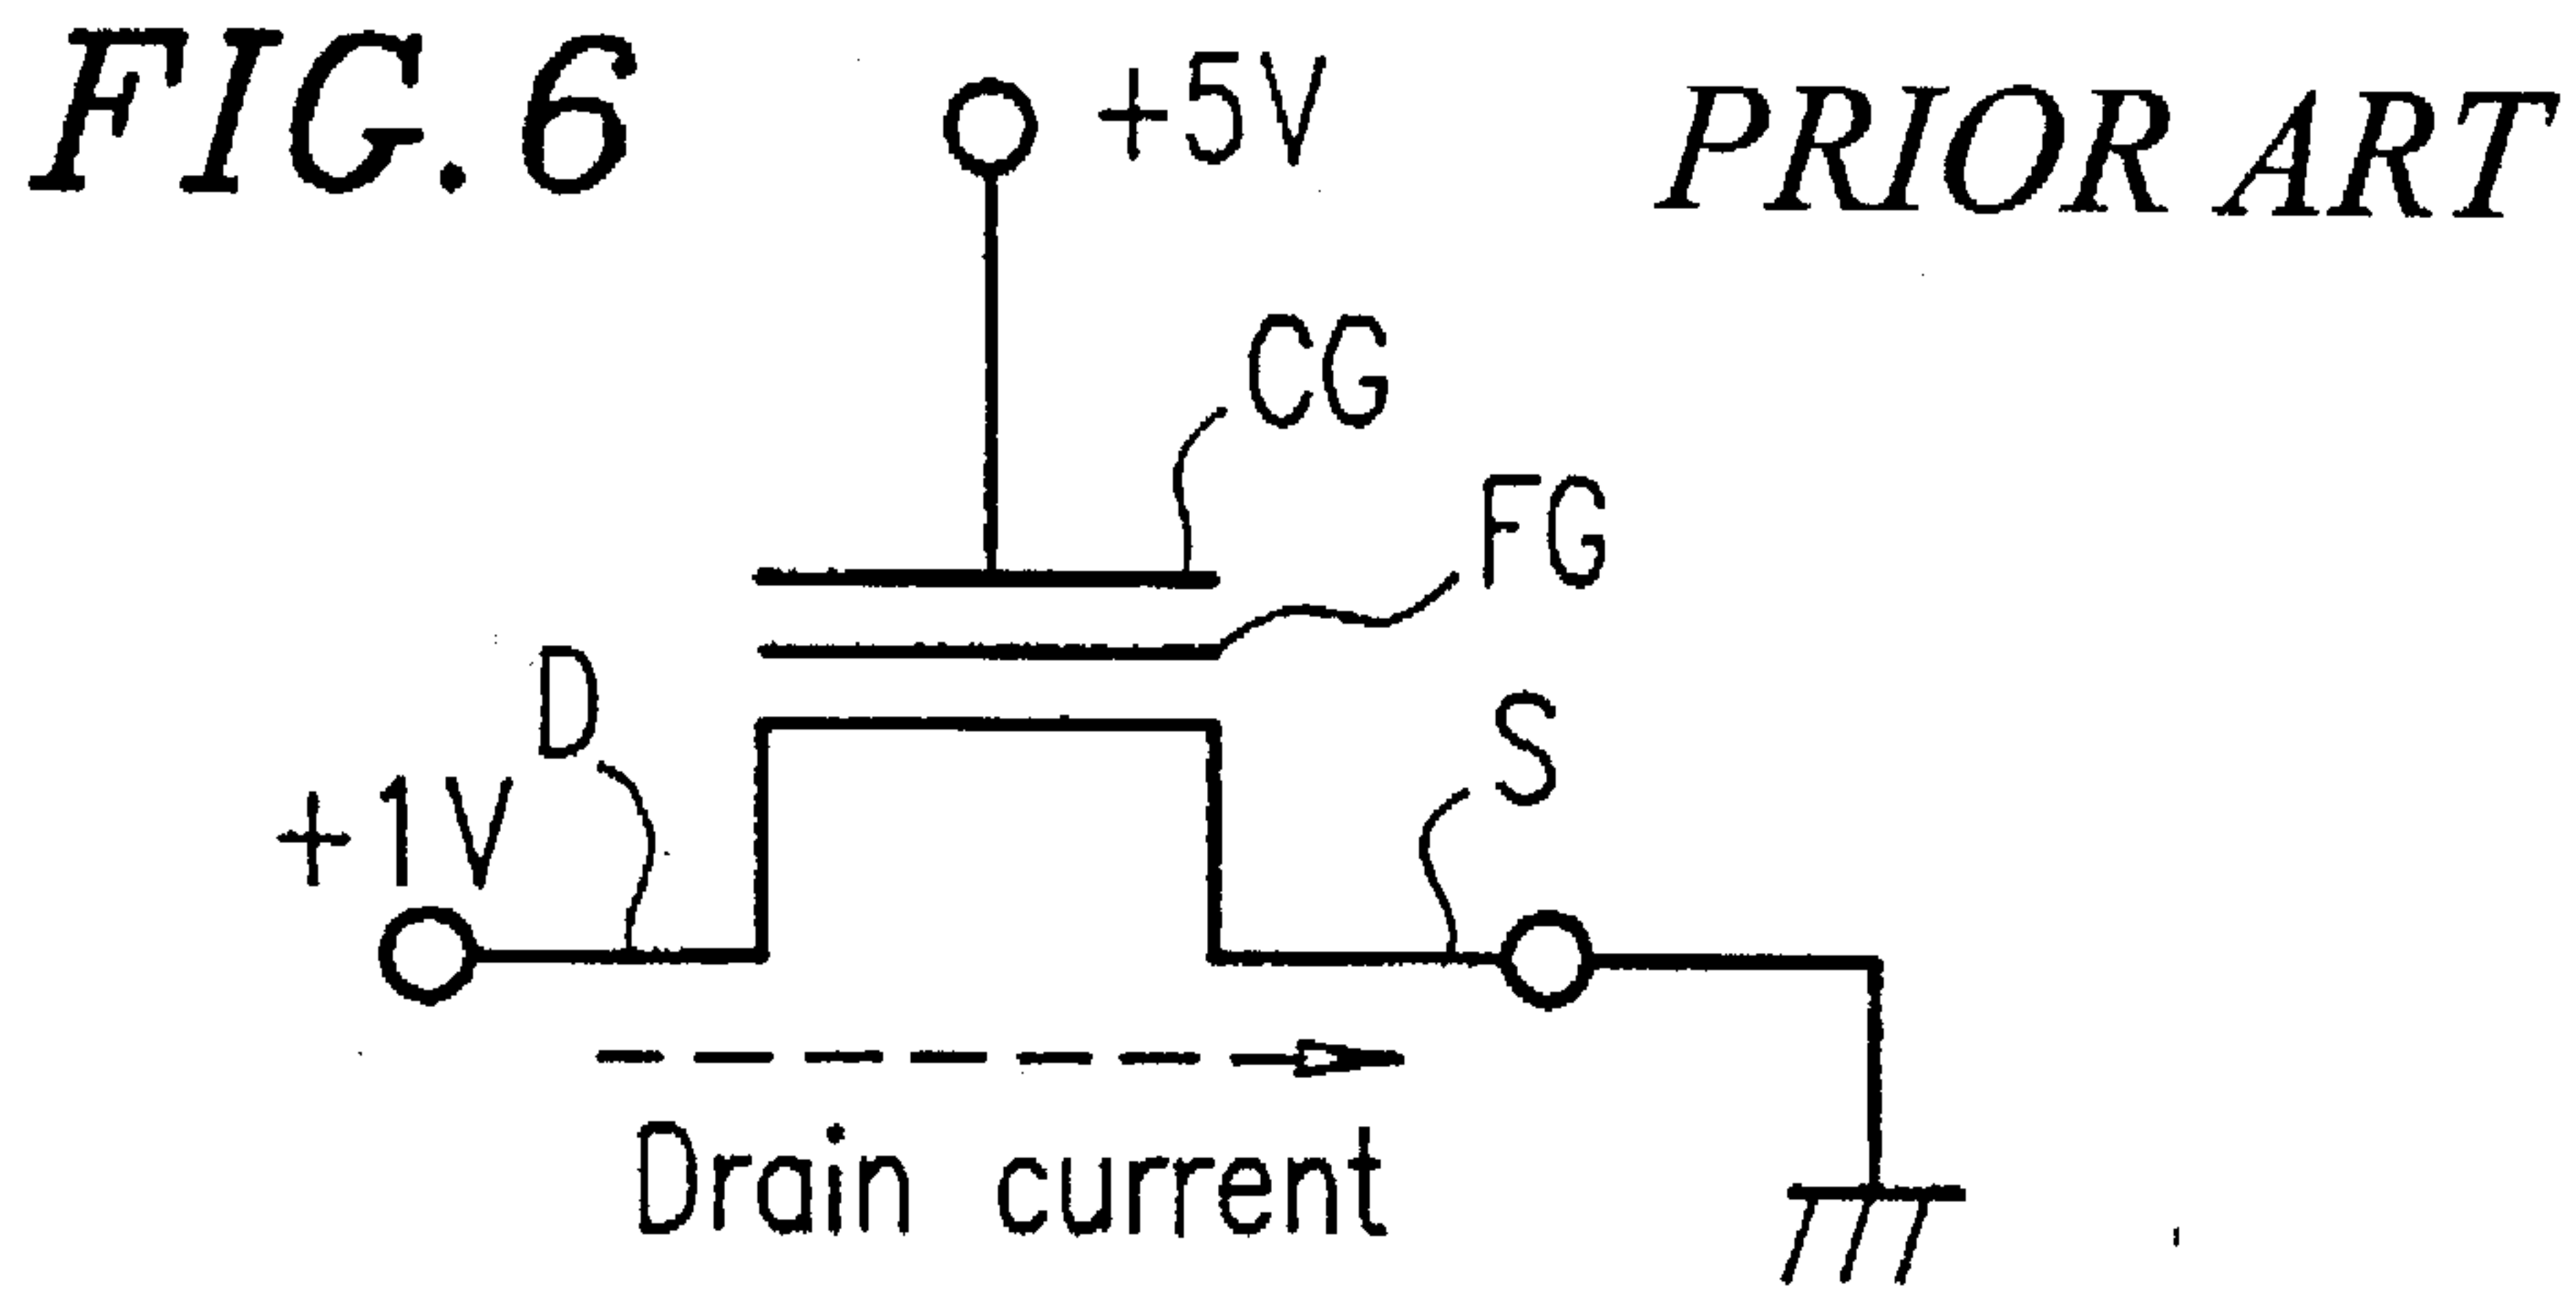 FIG. 6
+5V
PRIOR ART
CG
FG
D
S
+1V
Drain current